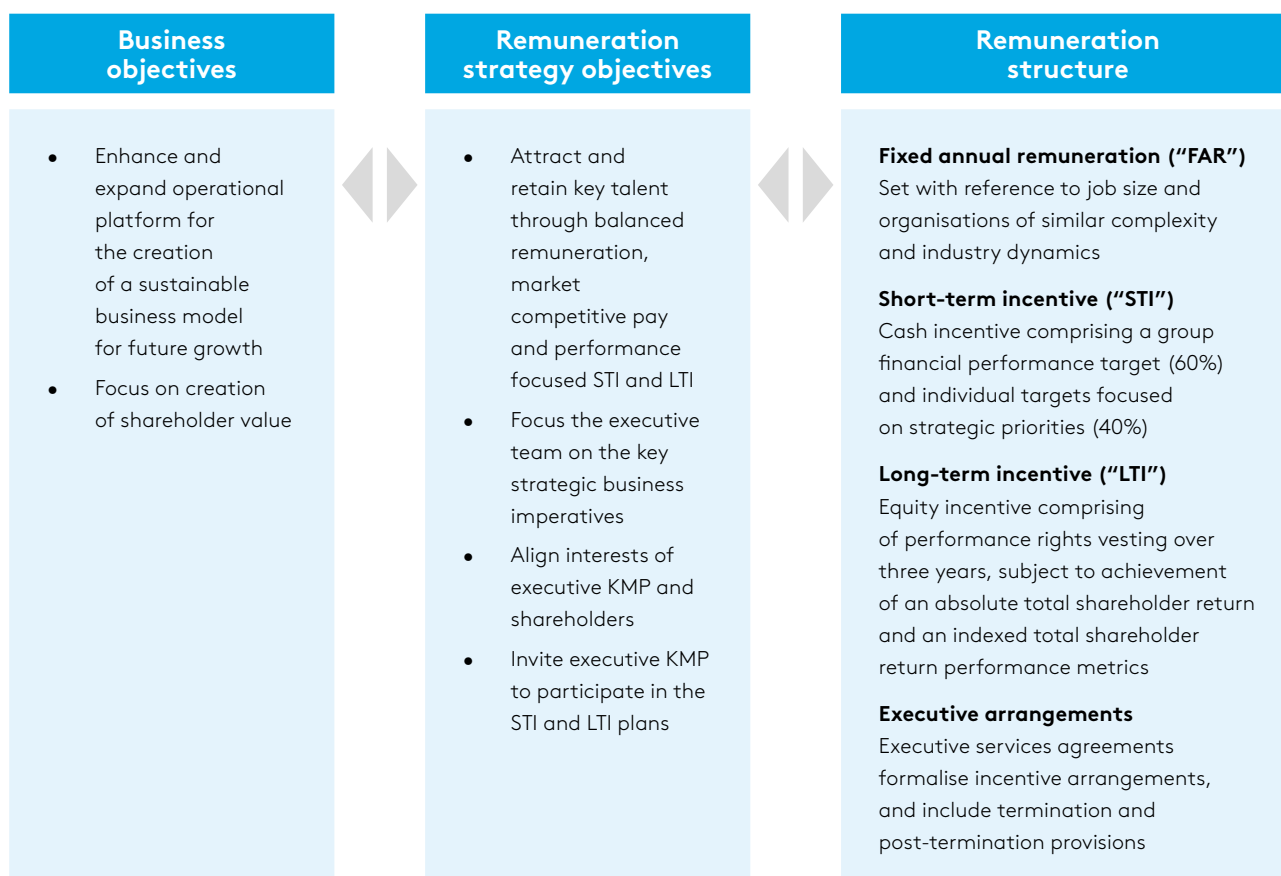 Business
objectives
Remuneration
strategy objectives
Remuneration
structure
• Enhance and
expand operational
platform for
the creation
of a sustainable
business model
for future growth
• Focus on creation
of shareholder value
• Attract and
retain key talent
through balanced
remuneration,
market
competitive pay
and performance
focused STI and LTI
• Focus the executive
team on the key
strategic business
imperatives
• Align interests of
executive KMP and
shareholders
• Invite executive KMP
to participate in the
STI and LTI plans
Fixed annual remuneration (“FAR”)
Set with reference to job size and
organisations of similar complexity
and industry dynamics
Short-term incentive (“STI”)
Cash incentive comprising a group
financial performance target (60%)
and individual targets focused
on strategic priorities (40%)
Long-term incentive (“LTI”)
Equity incentive comprising
of performance rights vesting over
three years, subject to achievement
of an absolute total shareholder return
and an indexed total shareholder
return performance metrics
Executive arrangements
Executive services agreements
formalise incentive arrangements,
and include termination and
post-termination provisions